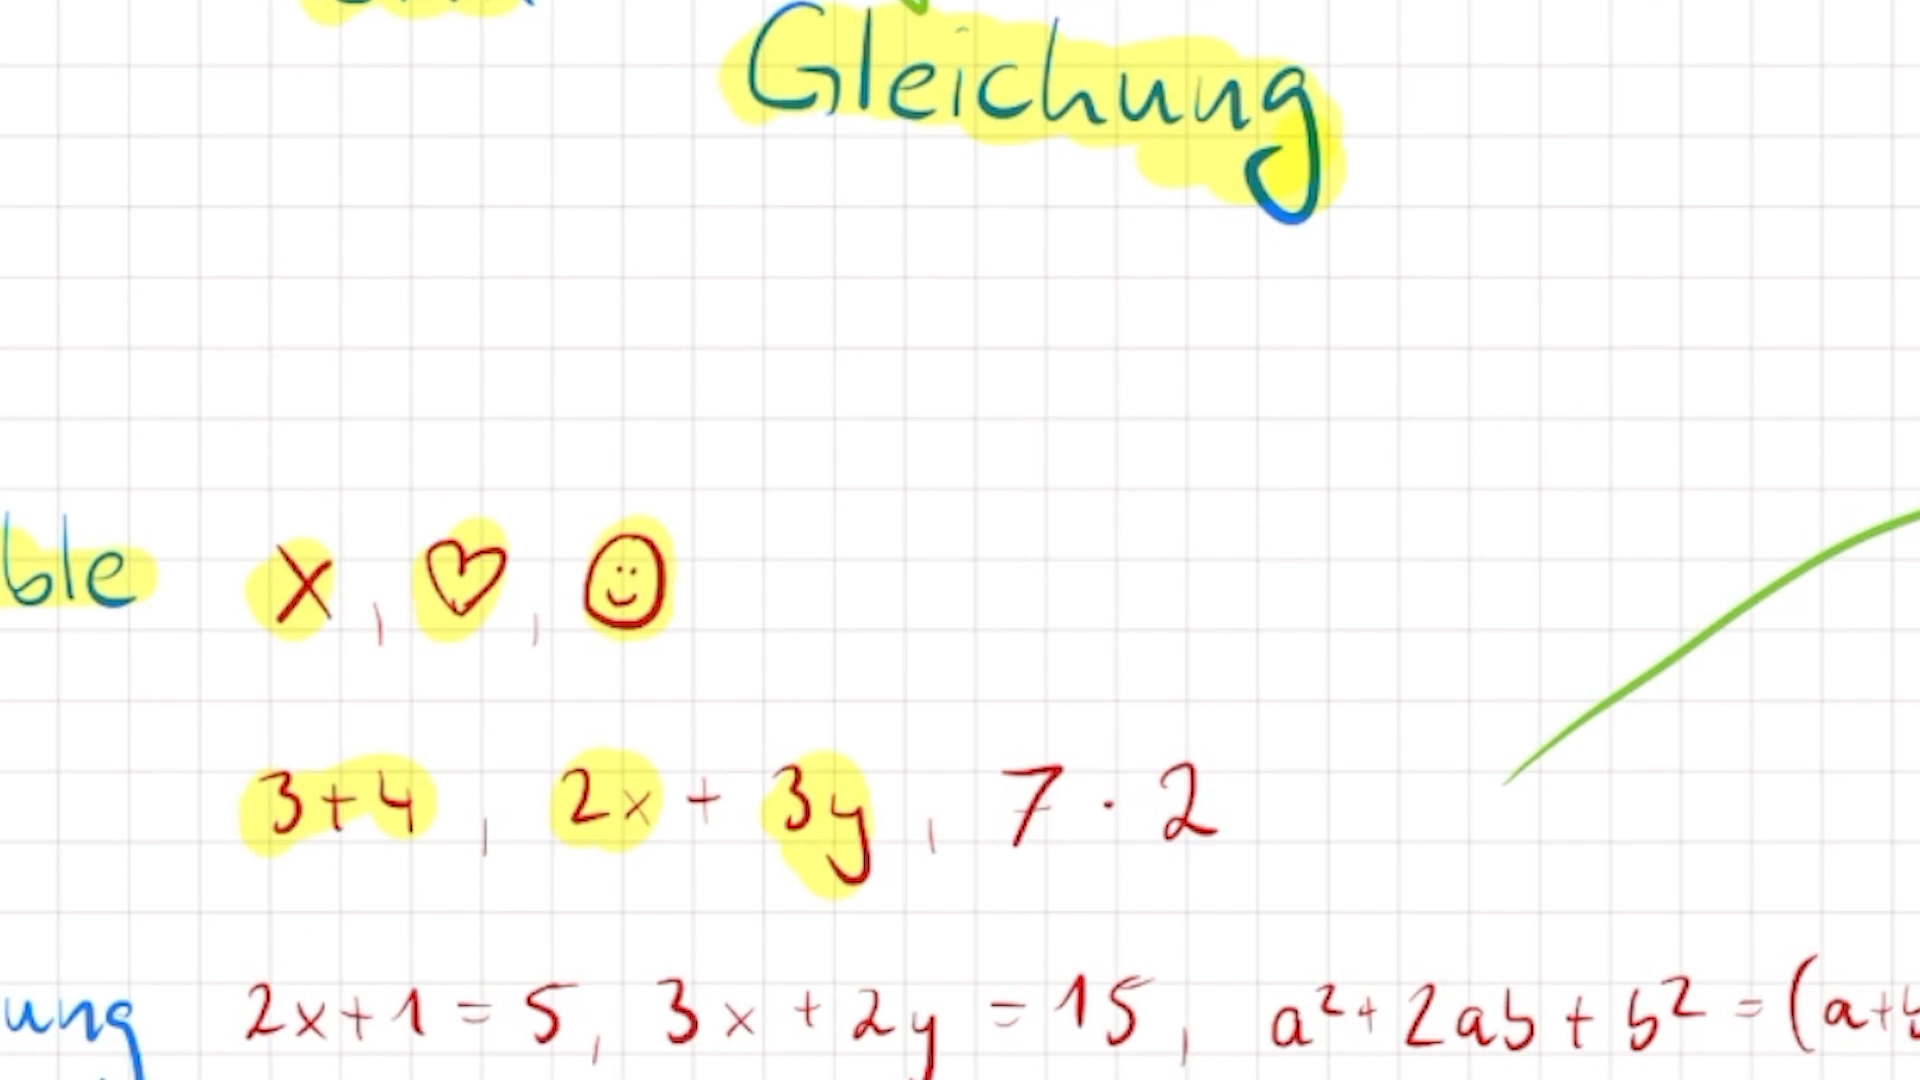 Gleichung
ble x, ♡, ☺
3+4, 2x + 3y, 7 · 2
ung 2x+1 = 5, 3x + 2y = 15, a²+ 2ab + b² = (a+b